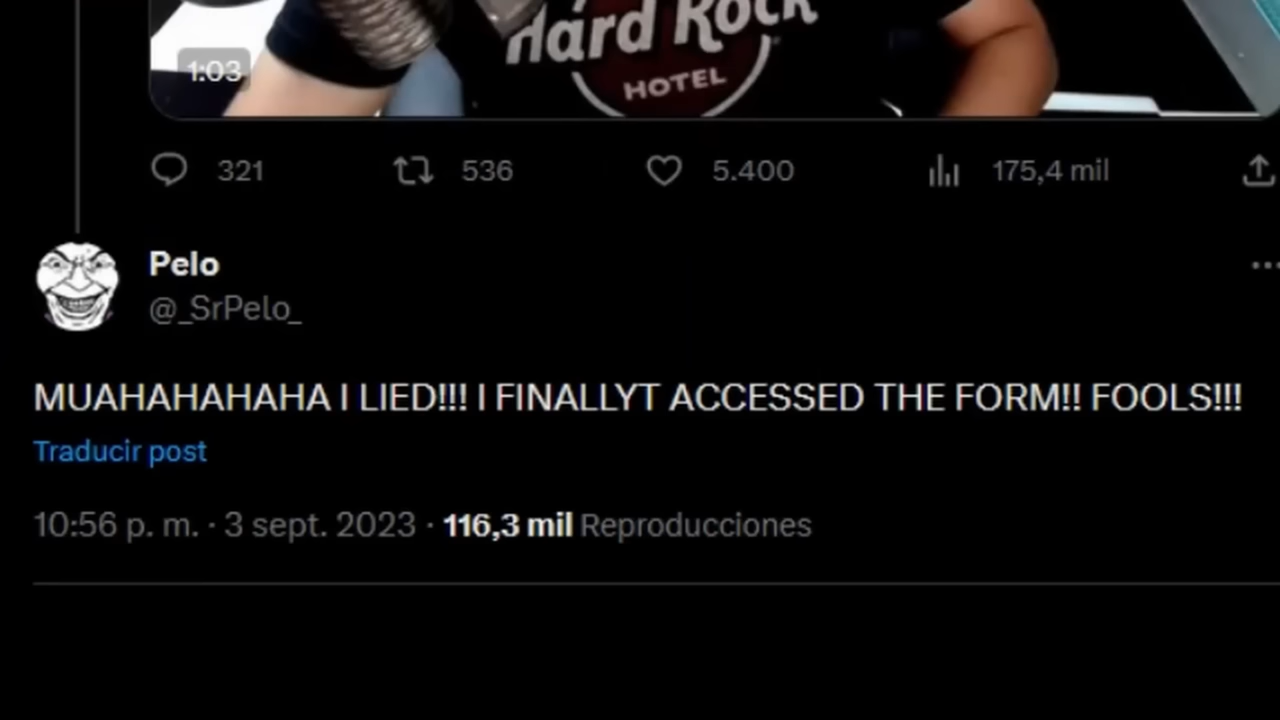 Hard Rock
HOTEL
1:03
321 536 5.400 175,4 mil
Pelo
@_SrPelo_
MUAHAHAHAHA I LIED!!! I FINALLYT ACCESSED THE FORM!! FOOLS!!!
Traducir post
10:56 p. m. · 3 sept. 2023 · 116,3 mil Reproducciones